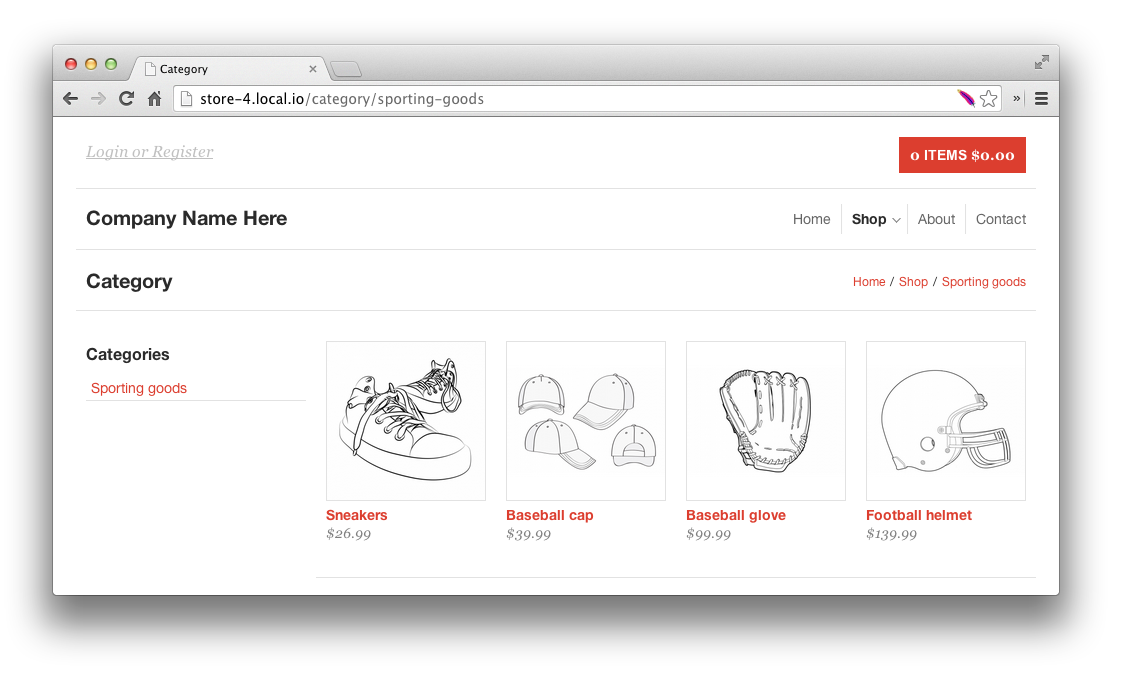 Category
store-4.local.io/category/sporting-goods
»
Login or Register
0 ITEMS $0.00
Company Name Here
Home
Shop
About
Contact
Category
Home / Shop / Sporting goods
Categories
Sporting goods
Sneakers
$26.99
Baseball cap
$39.99
Baseball glove
$99.99
Football helmet
$139.99